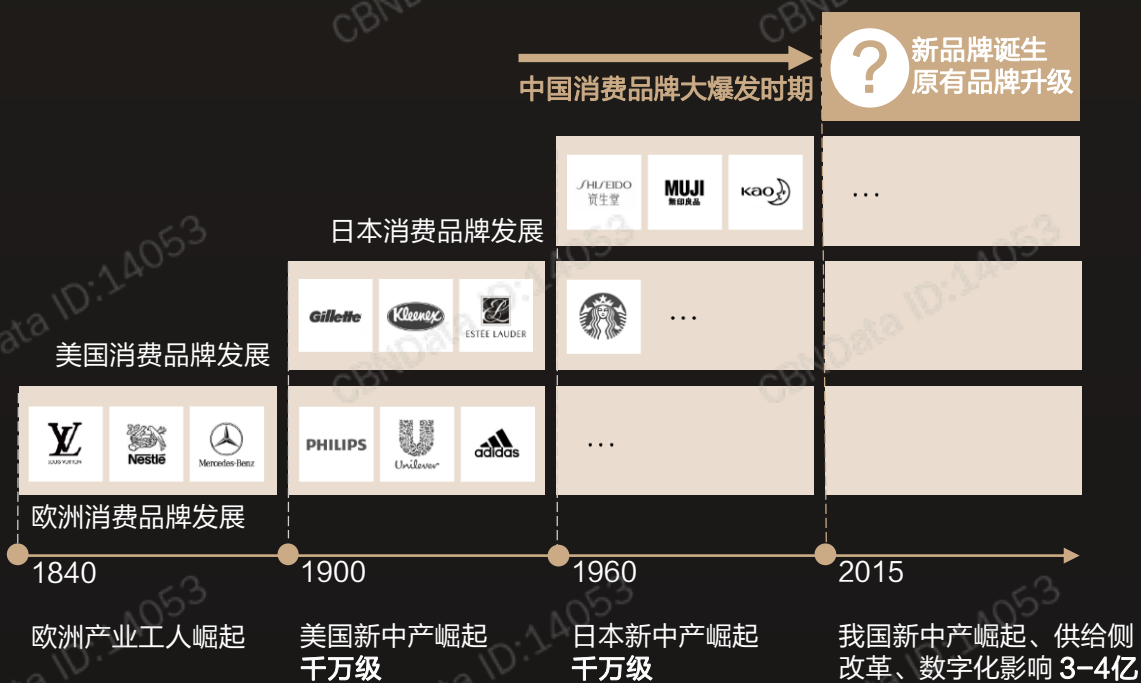 新品牌诞生
原有品牌升级
?
中国消费品牌大爆发时期
SHISEIDO
資生堂
MUJI
無印良品
Kao
...
日本消费品牌发展
Gillette
Kleenex
ESTĒE LAUDER
...
美国消费品牌发展
LV
LOUIS VUITTON
Nestlē
Mercedes-Benz
PHILIPS
Unilever
adidas
...
欧洲消费品牌发展
1840
1900
1960
2015
欧洲产业工人崛起
美国新中产崛起
千万级
日本新中产崛起
千万级
我国新中产崛起、供给侧
改革、数字化影响 3-4亿
CBNData ID:14053